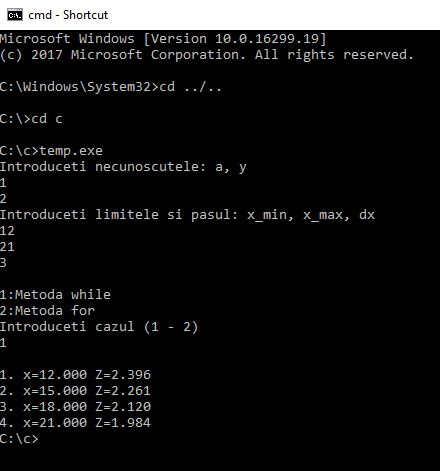 cmd - Shortcut
Microsoft Windows [Version 10.0.16299.19]
(c) 2017 Microsoft Corporation. All rights reserved.
C:\Windows\System32>cd ../..
C:\>cd c
C:\c>temp.exe
Introduceti necunoscutele: a, y
1
2
Introduceti limitele si pasul: x_min, x_max, dx
12
21
3
1:Metoda while
2:Metoda for
Introduceti cazul (1 - 2)
1
1. x=12.000 Z=2.396
2. x=15.000 Z=2.261
3. x=18.000 Z=2.120
4. x=21.000 Z=1.984
C:\c>